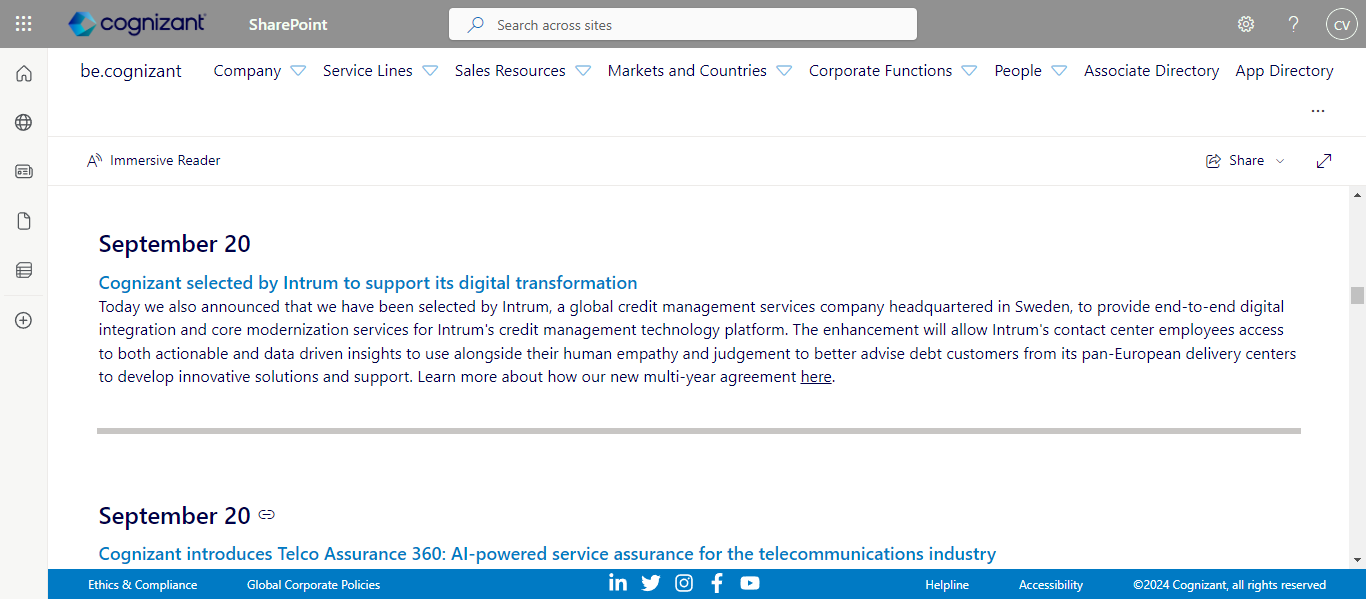 cognizant SharePoint Search across sites ? CV
be.cognizant Company Service Lines Sales Resources Markets and Countries Corporate Functions People Associate Directory App Directory
...
Immersive Reader Share
September 20
Cognizant selected by Intrum to support its digital transformation
Today we also announced that we have been selected by Intrum, a global credit management services company headquartered in Sweden, to provide end-to-end digital
integration and core modernization services for Intrum's credit management technology platform. The enhancement will allow Intrum's contact center employees access
to both actionable and data driven insights to use alongside their human empathy and judgement to better advise debt customers from its pan-European delivery centers
to develop innovative solutions and support. Learn more about how our new multi-year agreement here.
September 20
Cognizant introduces Telco Assurance 360: AI-powered service assurance for the telecommunications industry
Ethics & Compliance Global Corporate Policies Helpline Accessibility ©2024 Cognizant, all rights reserved